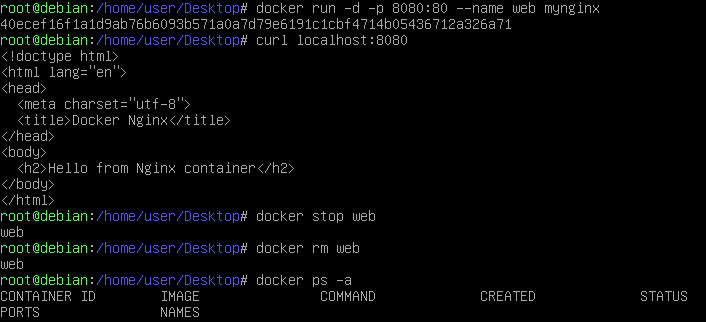 root@debian:/home/user/Desktop# docker run -d -p 8080:80 --name web mynginx
40ecef16f1a1d9ab76b6093b571a0a7d79e6191c1cbf4714b05436712a326a71
root@debian:/home/user/Desktop# curl localhost:8080
<!doctype html>
<html lang="en">
<head>
  <meta charset="utf-8">
  <title>Docker Nginx</title>
</head>
<body>
  <h2>Hello from Nginx container</h2>
</body>
</html>
root@debian:/home/user/Desktop# docker stop web
web
root@debian:/home/user/Desktop# docker rm web
web
root@debian:/home/user/Desktop# docker ps -a
CONTAINER ID        IMAGE               COMMAND             CREATED             STATUS
PORTS               NAMES